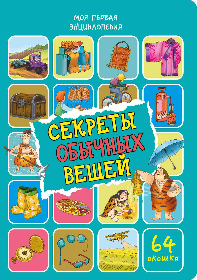 МОЯ ПЕРВАЯ
ЭНЦИКЛОПЕДИЯ
СЕКРЕТЫ
ОБЫЧНЫХ
ВЕЩЕЙ
64
ОКОШКА